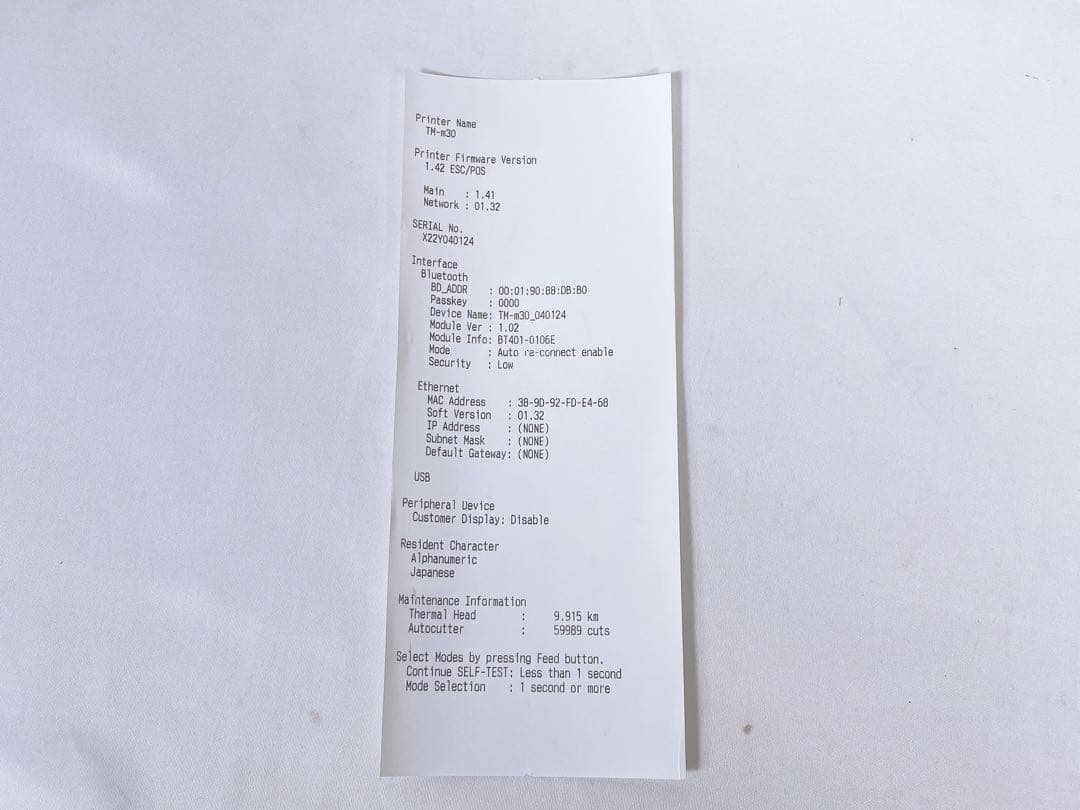 Printer Name
TM-m30
Printer Firmware Version
1.42 ESC/POS
Main : 1.41
Network : 01.32
SERIAL No.
X22Y040124
Interface
Bluetooth
BD_ADDR : 00:01:90:88:DB:B0
Passkey : 0000
Device Name: TM-m30_040124
Module Ver : 1.02
Module Info: BT401-0106E
Mode : Auto re-connect enable
Security : Low
Ethernet
MAC Address : 38-9D-92-FD-E4-68
Soft Version : 01.32
IP Address : (NONE)
Subnet Mask : (NONE)
Default Gateway: (NONE)
USB
Peripheral Device
Customer Display: Disable
Resident Character
Alphanumeric
Japanese
Maintenance Information
Thermal Head : 9.915 km
Autocutter : 59989 cuts
Select Modes by pressing Feed button.
Continue SELF-TEST: Less than 1 second
Mode Selection : 1 second or more